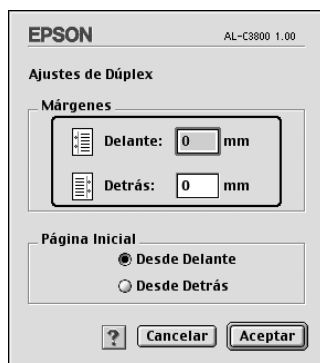 EPSON AL-C3800 1.00
Ajustes de Dúplex
Márgenes
Delante: 0 mm
Detrás: 0 mm
Página Inicial
Desde Delante
Desde Detrás
? Cancelar Aceptar